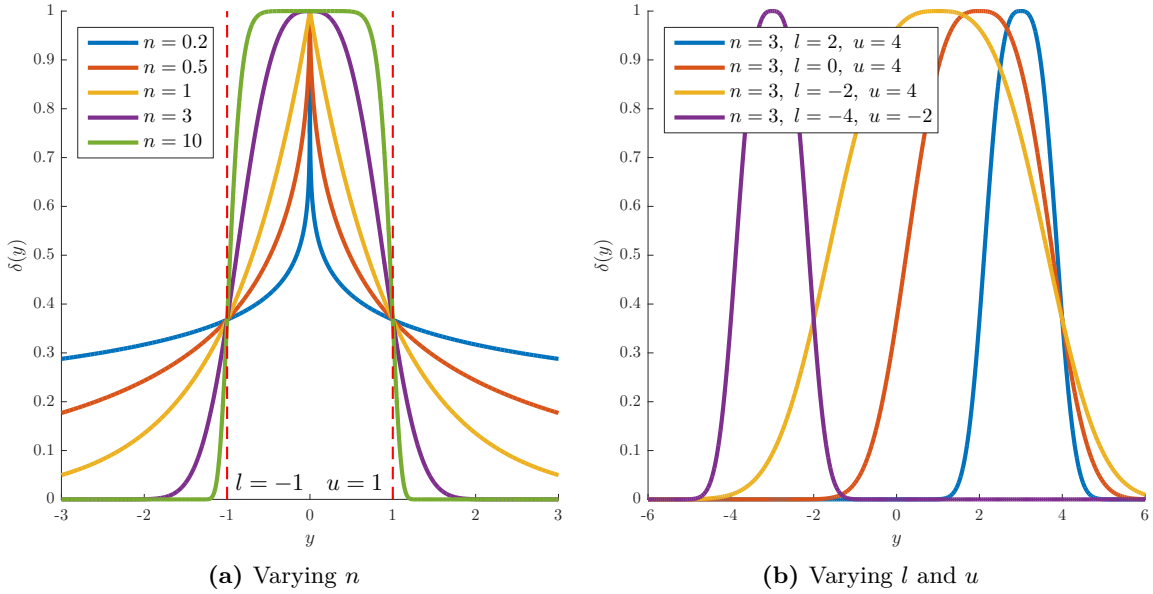 1
0.9
0.8
0.7
0.6
0.5
0.4
0.3
0.2
0.1
0
δ(y)
n = 0.2
n = 0.5
n = 1
n = 3
n = 10
l = −1 u = 1
-3 -2 -1 0 1 2 3
y
(a) Varying n
1
0.9
0.8
0.7
0.6
0.5
0.4
0.3
0.2
0.1
0
δ(y)
n = 3, l = 2, u = 4
n = 3, l = 0, u = 4
n = 3, l = −2, u = 4
n = 3, l = −4, u = −2
-6 -4 -2 0 2 4 6
y
(b) Varying l and u